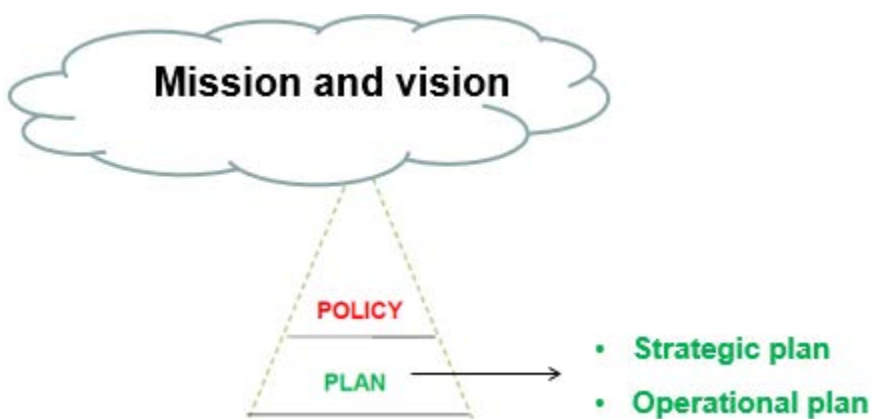 Mission and vision
POLICY
PLAN
• Strategic plan
• Operational plan